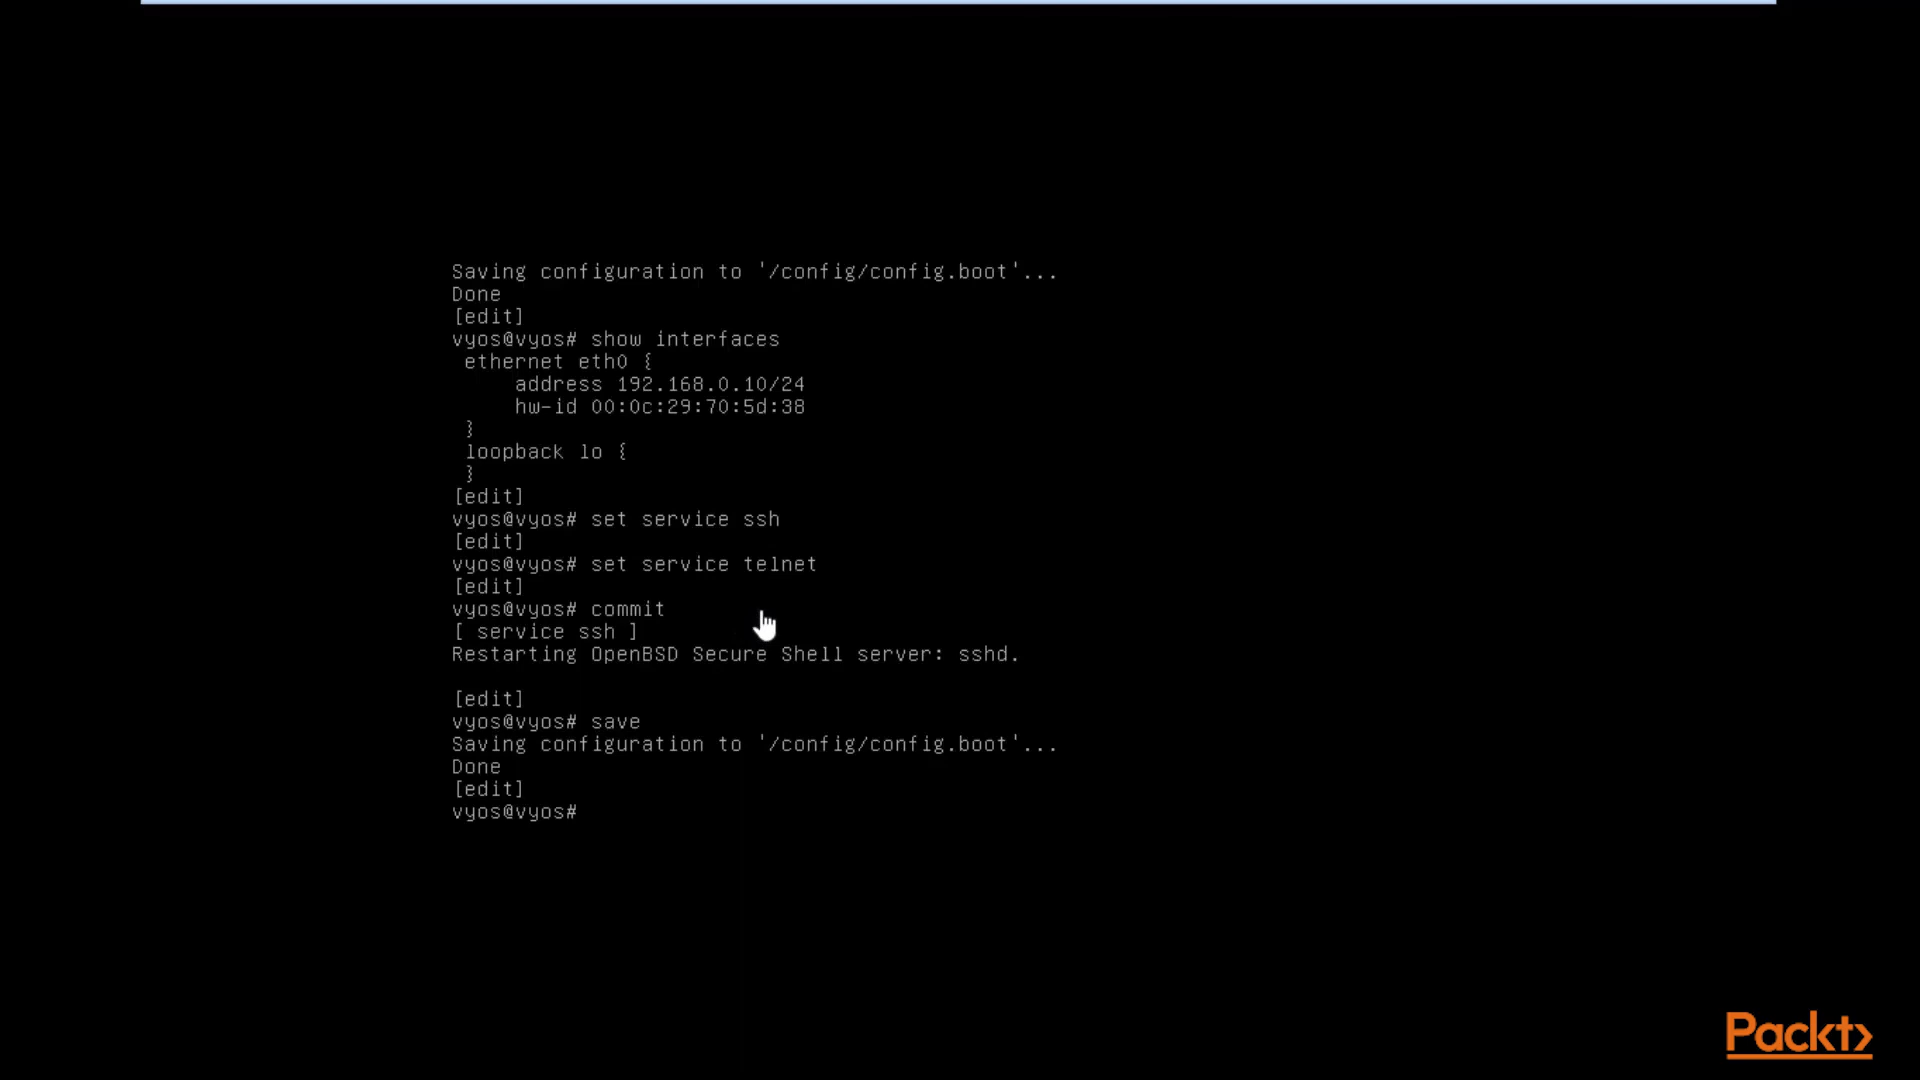 Saving configuration to '/config/config.boot'...
Done
[edit]
vyos@vyos# show interfaces
 ethernet eth0 {
     address 192.168.0.10/24
     hw-id 00:0c:29:70:5d:38
 }
 loopback lo {
 }
[edit]
vyos@vyos# set service ssh
[edit]
vyos@vyos# set service telnet
[edit]
vyos@vyos# commit
[ service ssh ]
Restarting OpenBSD Secure Shell server: sshd.
[edit]
vyos@vyos# save
Saving configuration to '/config/config.boot'...
Done
[edit]
vyos@vyos#
Packt>